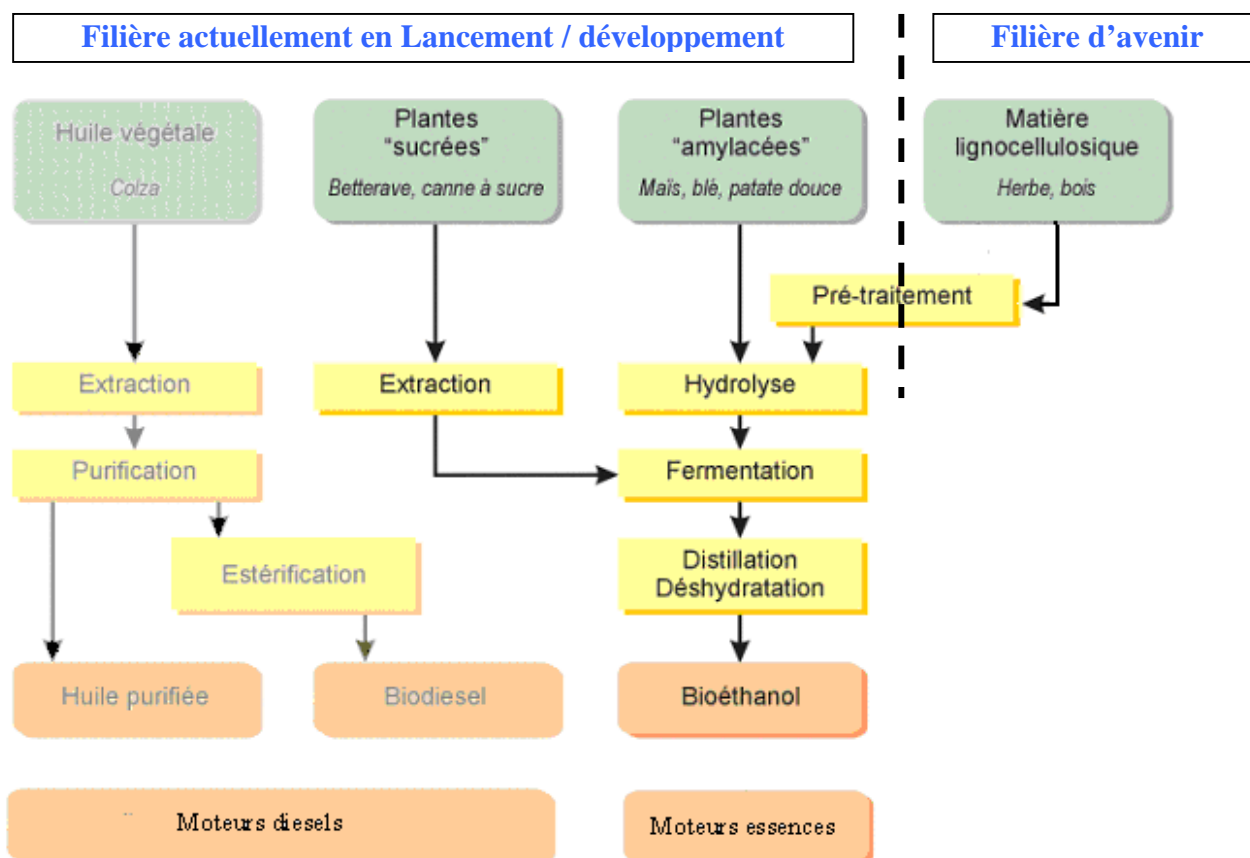 Filière actuellement en Lancement / développement
Filière d’avenir
Huile végétale
Colza
Plantes
“sucrées”
Betterave, canne à sucre
Plantes
“amylacées”
Maïs, blé, patate douce
Matière
lignocellulosique
Herbe, bois
Pré-traitement
Extraction
Extraction
Hydrolyse
Purification
Fermentation
Estérification
Distillation
Déshydratation
Huile purifiée
Biodiesel
Bioéthanol
Moteurs diesels
Moteurs essences